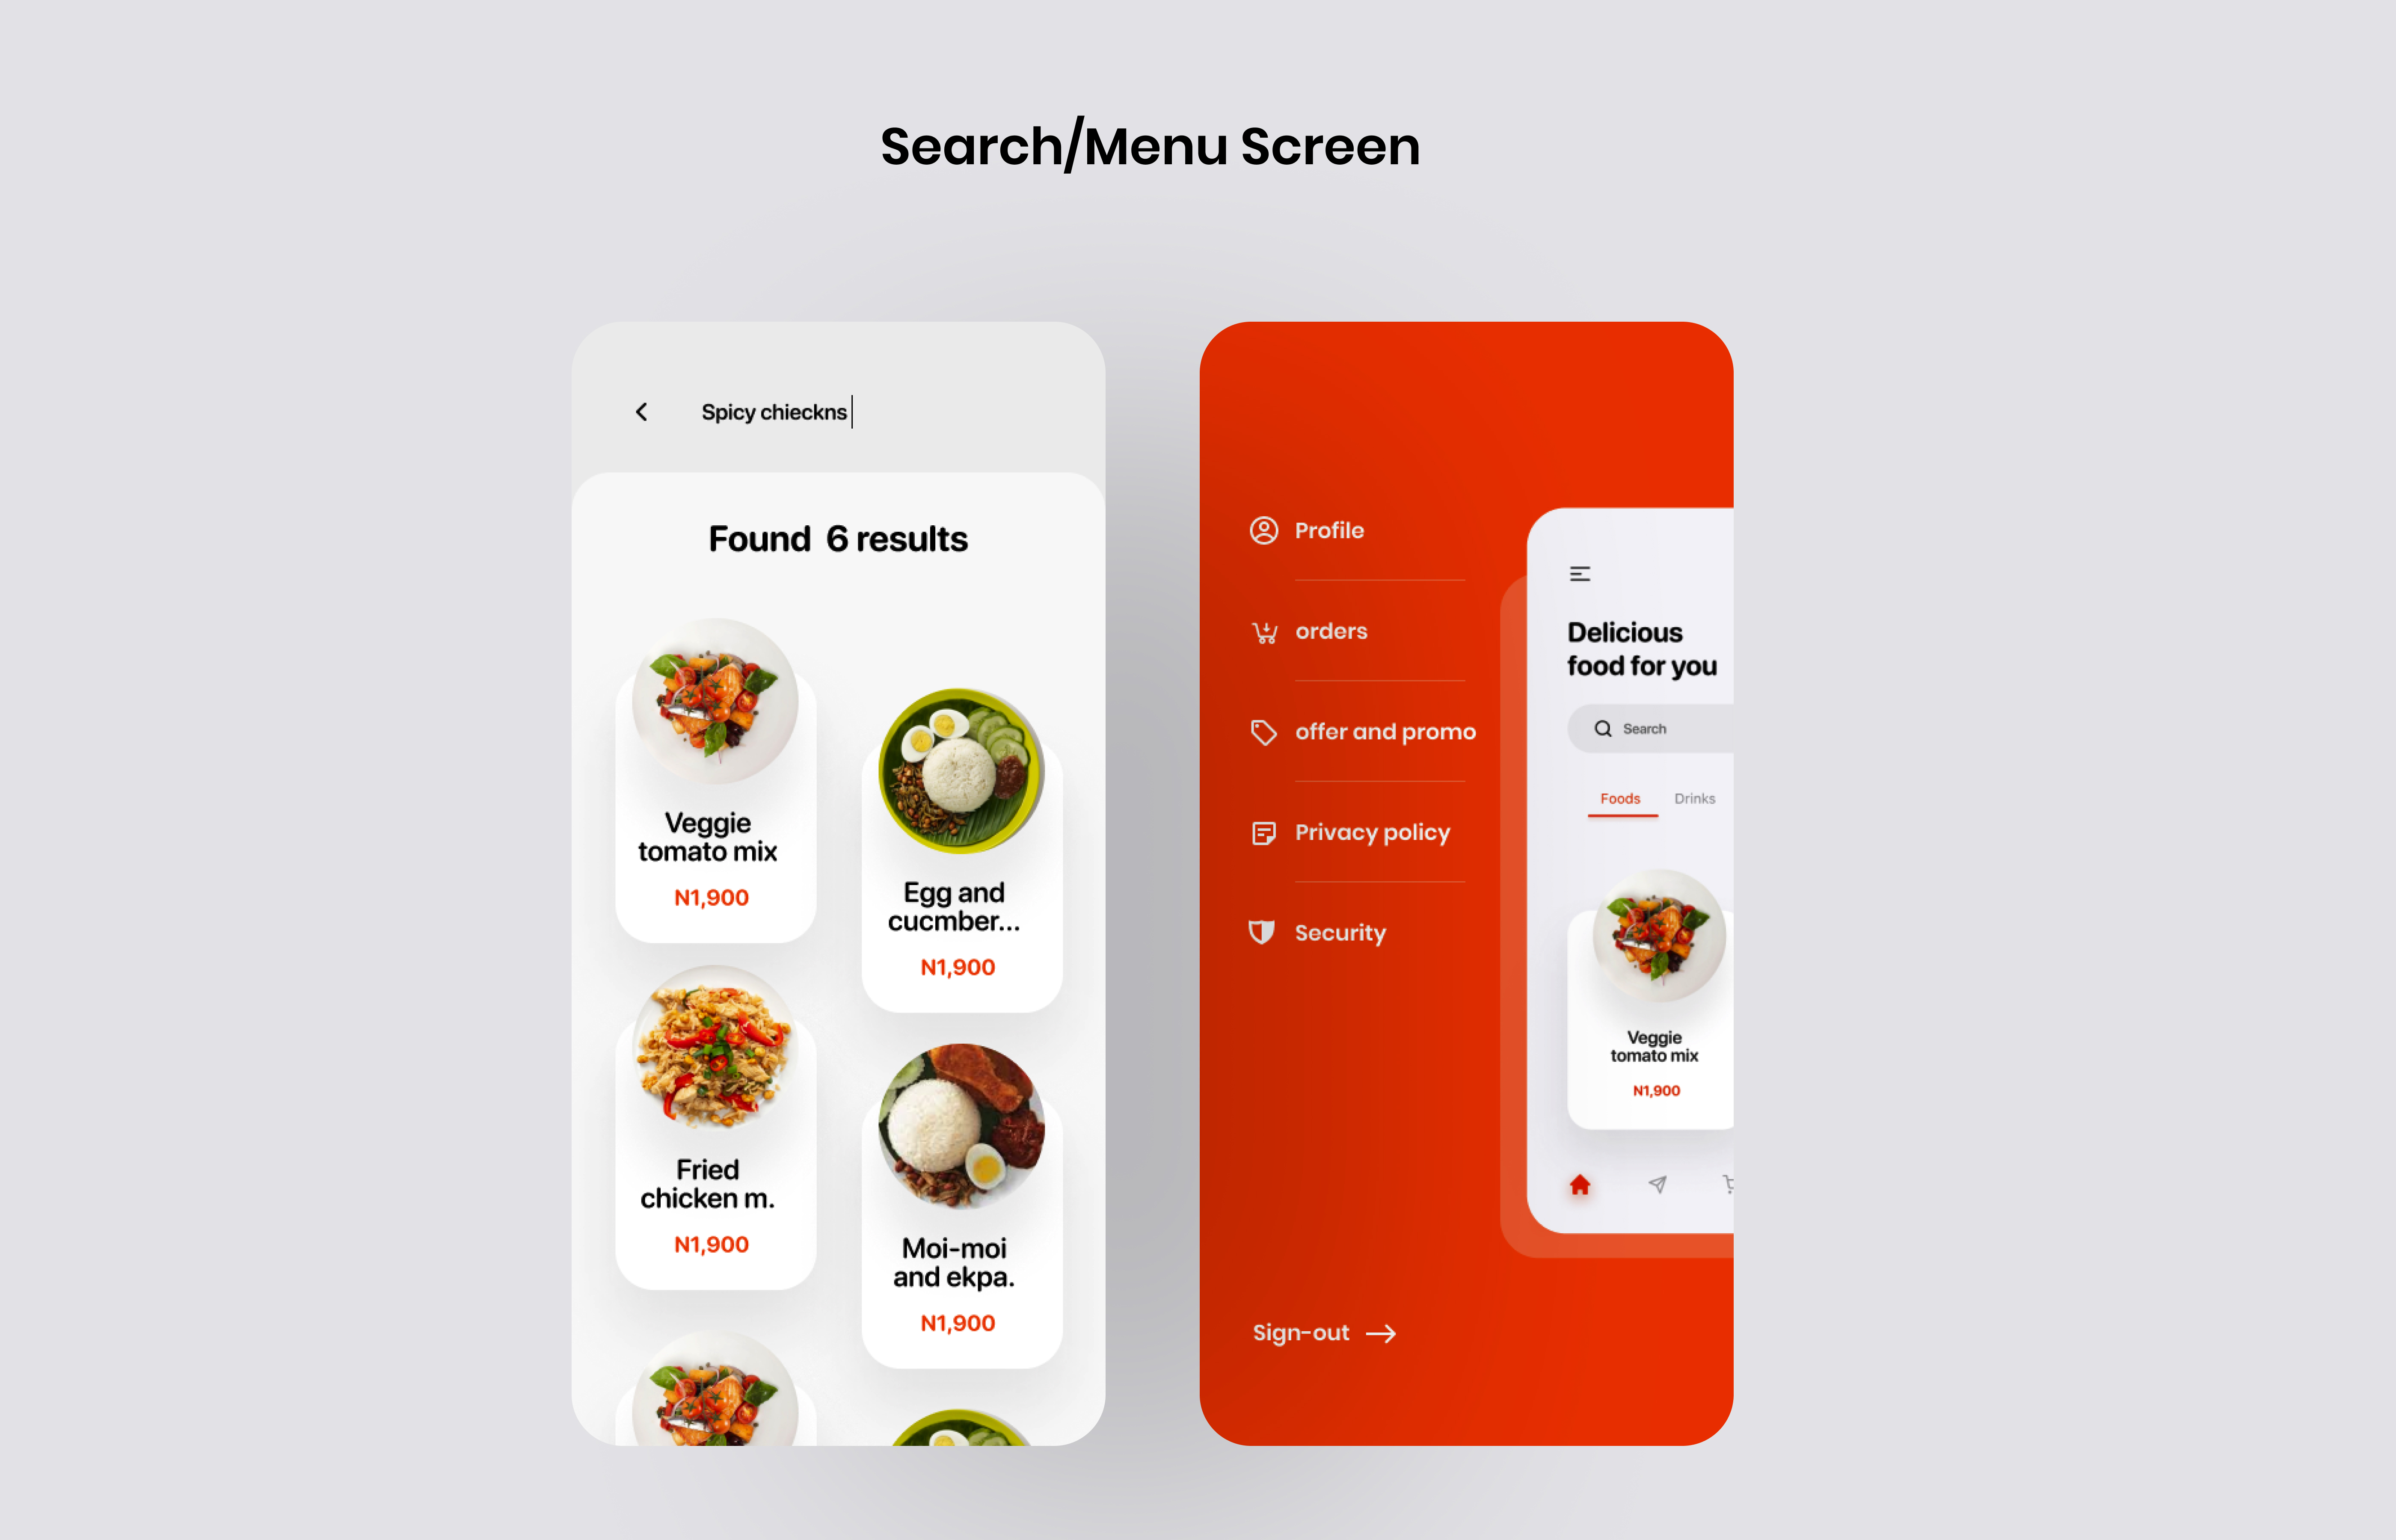 Search/Menu Screen
Spicy chieckns
Found 6 results
Veggie
tomato mix
N1,900
Egg and
cucmber...
N1,900
Fried
chicken m.
N1,900
Moi-moi
and ekpa.
N1,900
Profile
orders
offer and promo
Privacy policy
Security
Sign-out
Delicious
food for you
Search
Foods Drinks
Veggie
tomato mix
N1,900